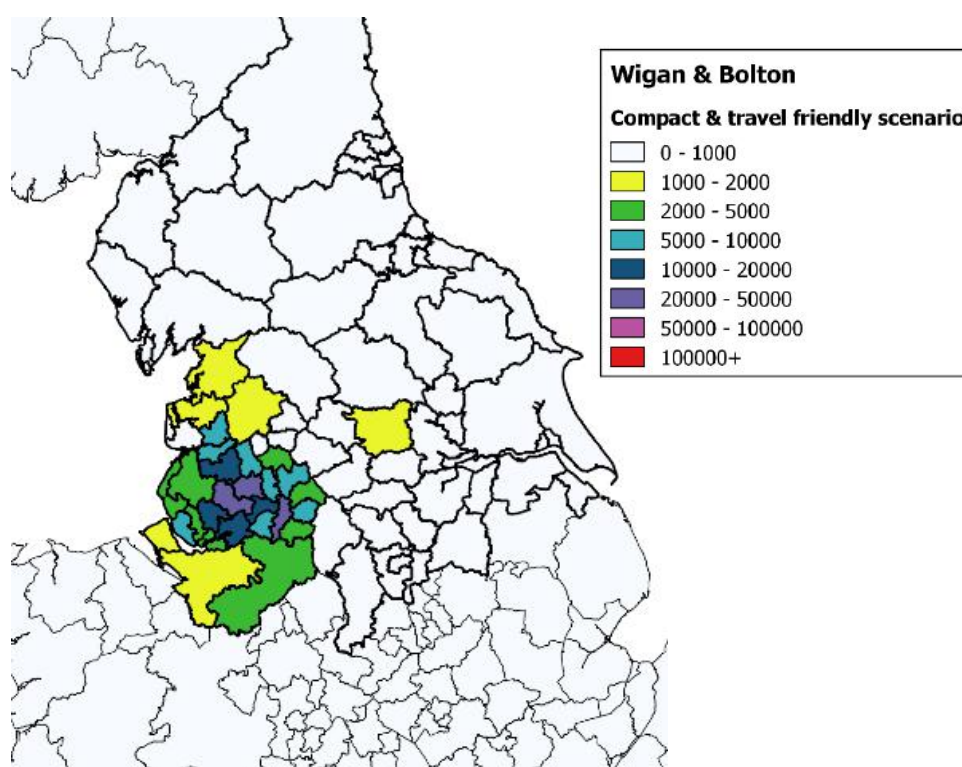 Wigan & Bolton
Compact & travel friendly scenario
0 - 1000
1000 - 2000
2000 - 5000
5000 - 10000
10000 - 20000
20000 - 50000
50000 - 100000
100000+